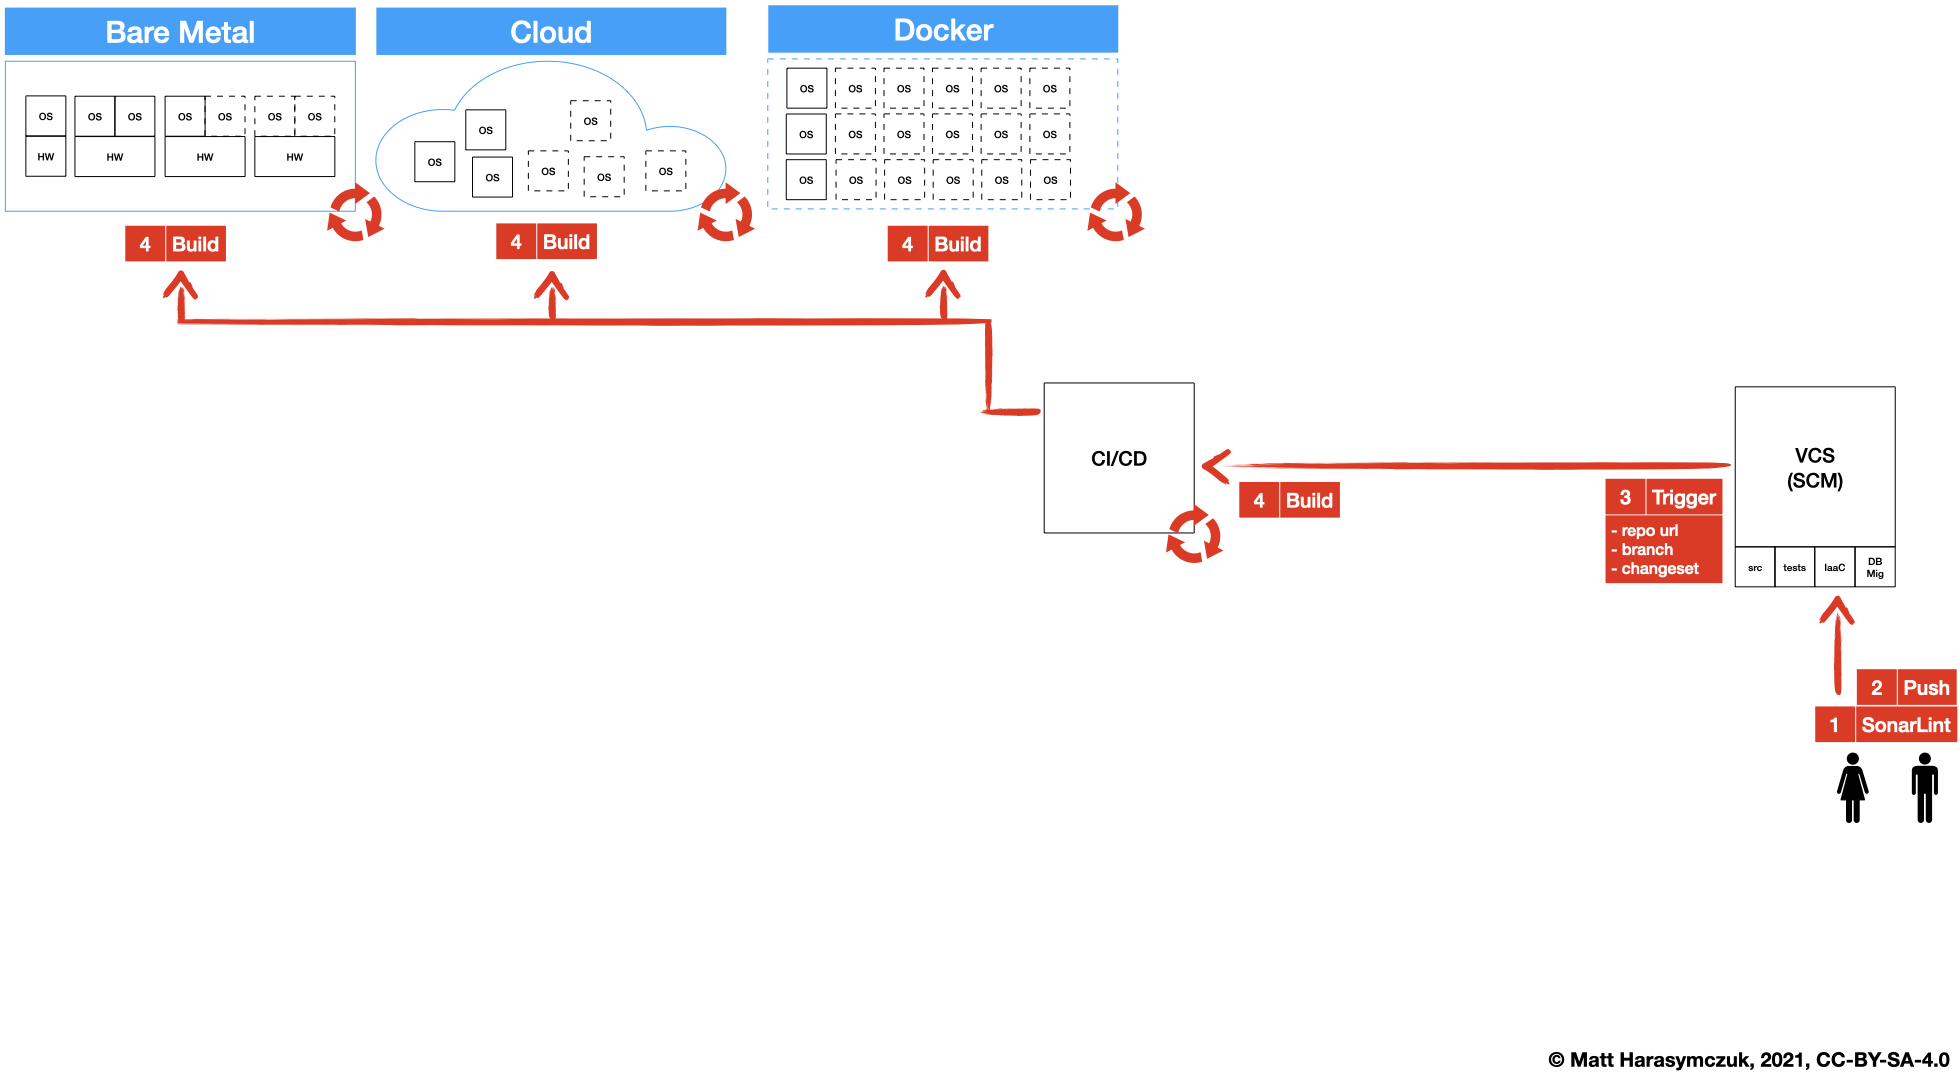 Bare Metal
OS
OS OS
OS OS
OS OS
HW
HW
HW
HW
4 Build
Cloud
OS
OS
OS
OS
OS
OS
OS
4 Build
Docker
OS OS OS OS OS OS
OS OS OS OS OS OS
OS OS OS OS OS OS
4 Build
CI/CD
4 Build
VCS
(SCM)
3 Trigger
- repo url
- branch
- changeset
src
tests
IaaC
DB
Mig
2 Push
1 SonarLint
© Matt Harasymczuk, 2021, CC-BY-SA-4.0